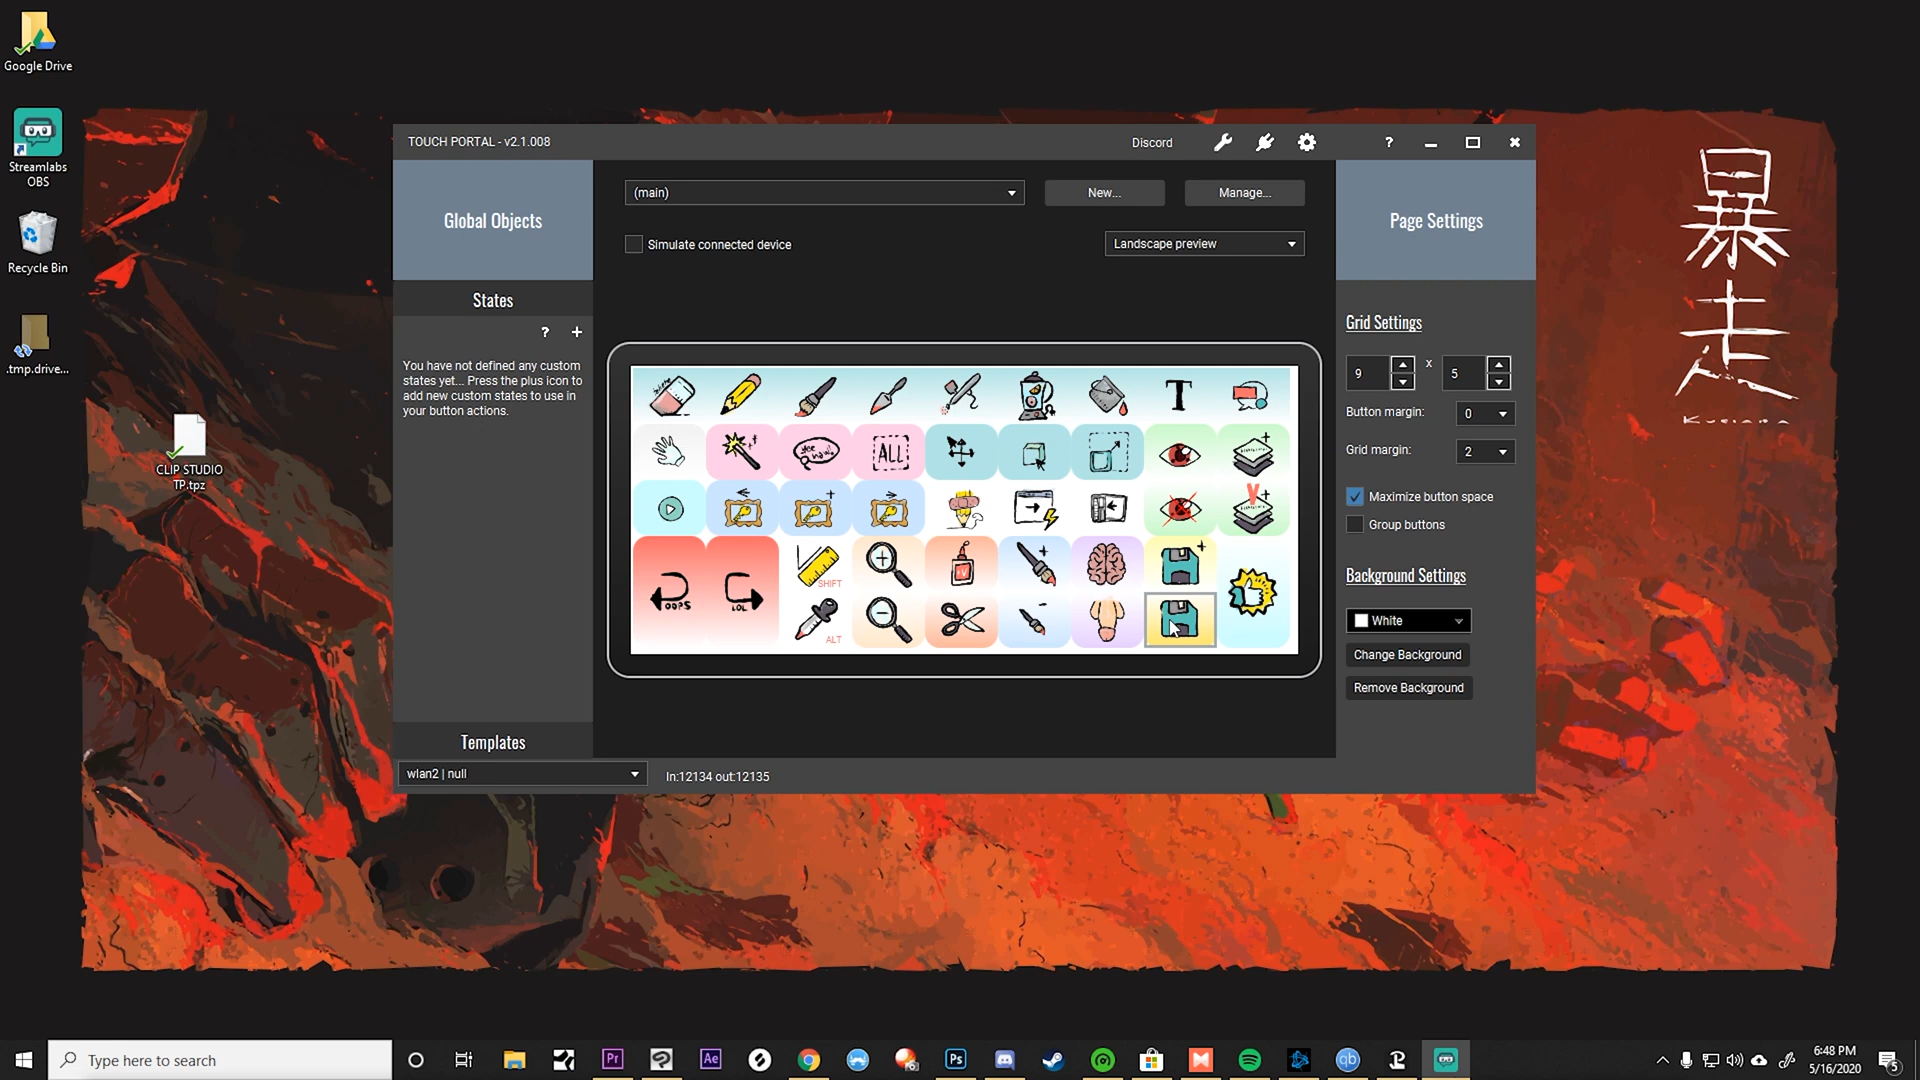 Google Drive
Streamlabs
OBS
Recycle Bin
.tmp.drive...
CLIP STUDIO
TP.tpz
TOUCH PORTAL - v2.1.008
Discord
?
Global Objects
(main)
New...
Manage...
Page Settings
Simulate connected device
Landscape preview
States
? +
You have not defined any custom
states yet... Press the plus icon to
add new custom states to use in
your button actions.
Templates
wlan2 | null
In:12134 out:12135
T
ALL
OOPS
LOL
SHIFT
ALT
Grid Settings
9 x 5
Button margin: 0
Grid margin: 2
Maximize button space
Group buttons
Background Settings
White
Change Background
Remove Background
暴走
Type here to search
Pr
Ae
Ps
qb
6:48 PM
5/16/2020
5